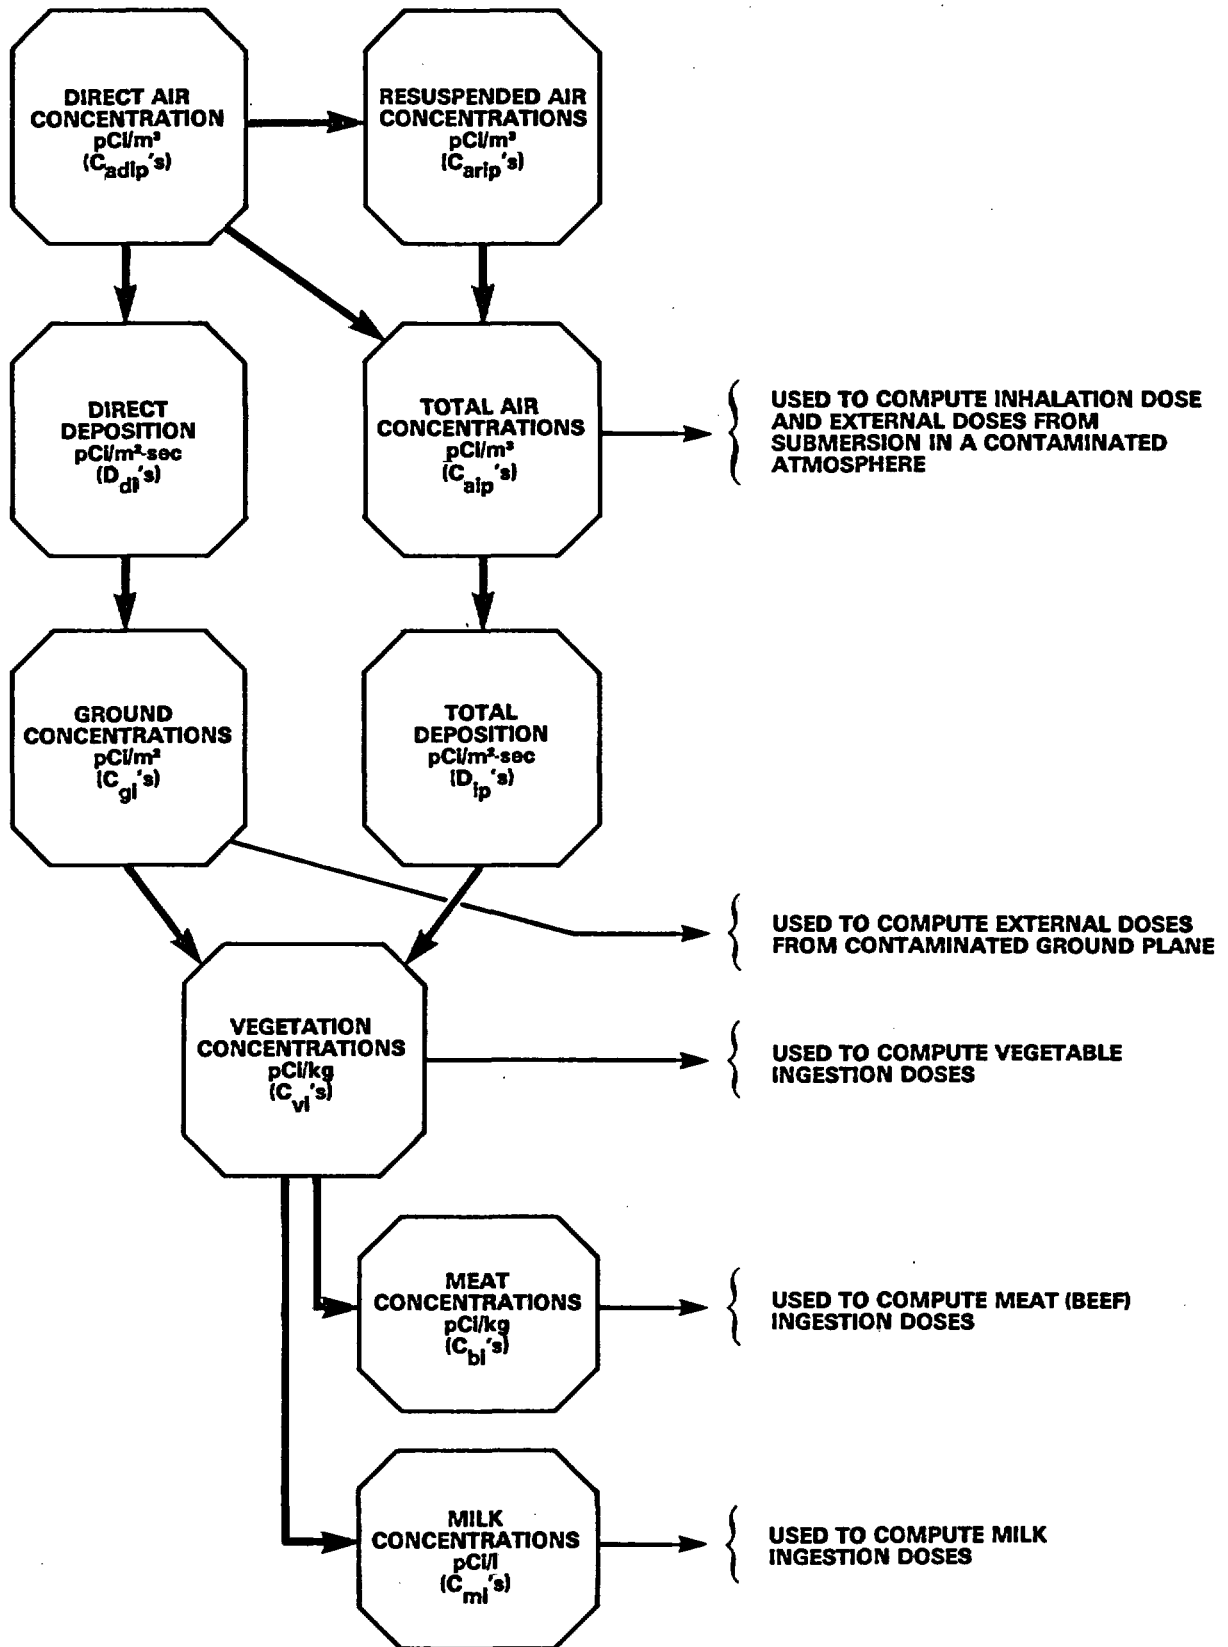 DIRECT AIR
CONCENTRATION
pCi/m³
(C_adip's)
RESUSPENDED AIR
CONCENTRATIONS
pCi/m³
(C_arip's)
DIRECT
DEPOSITION
pCi/m²-sec
(D_di's)
TOTAL AIR
CONCENTRATIONS
pCi/m³
(C_aip's)
USED TO COMPUTE INHALATION DOSE
AND EXTERNAL DOSES FROM
SUBMERSION IN A CONTAMINATED
ATMOSPHERE
GROUND
CONCENTRATIONS
pCi/m²
(C_gi's)
TOTAL
DEPOSITION
pCi/m²-sec
(D_ip's)
USED TO COMPUTE EXTERNAL DOSES
FROM CONTAMINATED GROUND PLANE
VEGETATION
CONCENTRATIONS
pCi/kg
(C_vi's)
USED TO COMPUTE VEGETABLE
INGESTION DOSES
MEAT
CONCENTRATIONS
pCi/kg
(C_bi's)
USED TO COMPUTE MEAT (BEEF)
INGESTION DOSES
MILK
CONCENTRATIONS
pCi/l
(C_mi's)
USED TO COMPUTE MILK
INGESTION DOSES